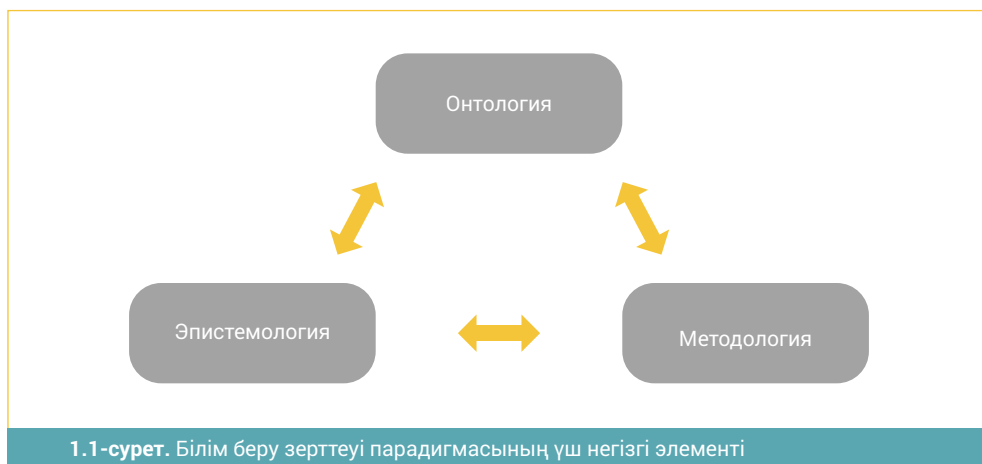 Онтология
Эпистемология
Методология
1.1-сурет. Білім беру зерттеуі парадигмасының үш негізгі элементі